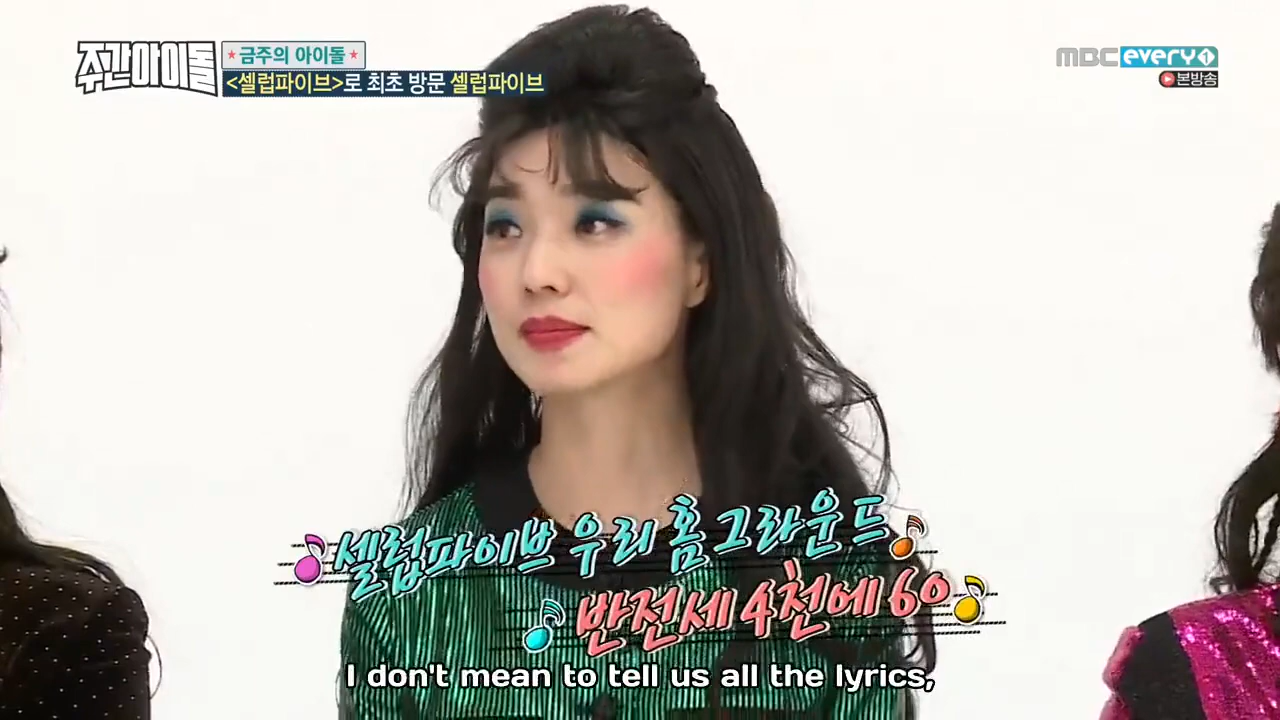 주간아이돌
*금주의 아이돌*
<셀럽파이브>로 최초 방문 셀럽파이브
MBC every1
본방송
셀럽파이브 우리 홈그라운드
반전세 4천에 60
I don't mean to tell us all the lyrics,